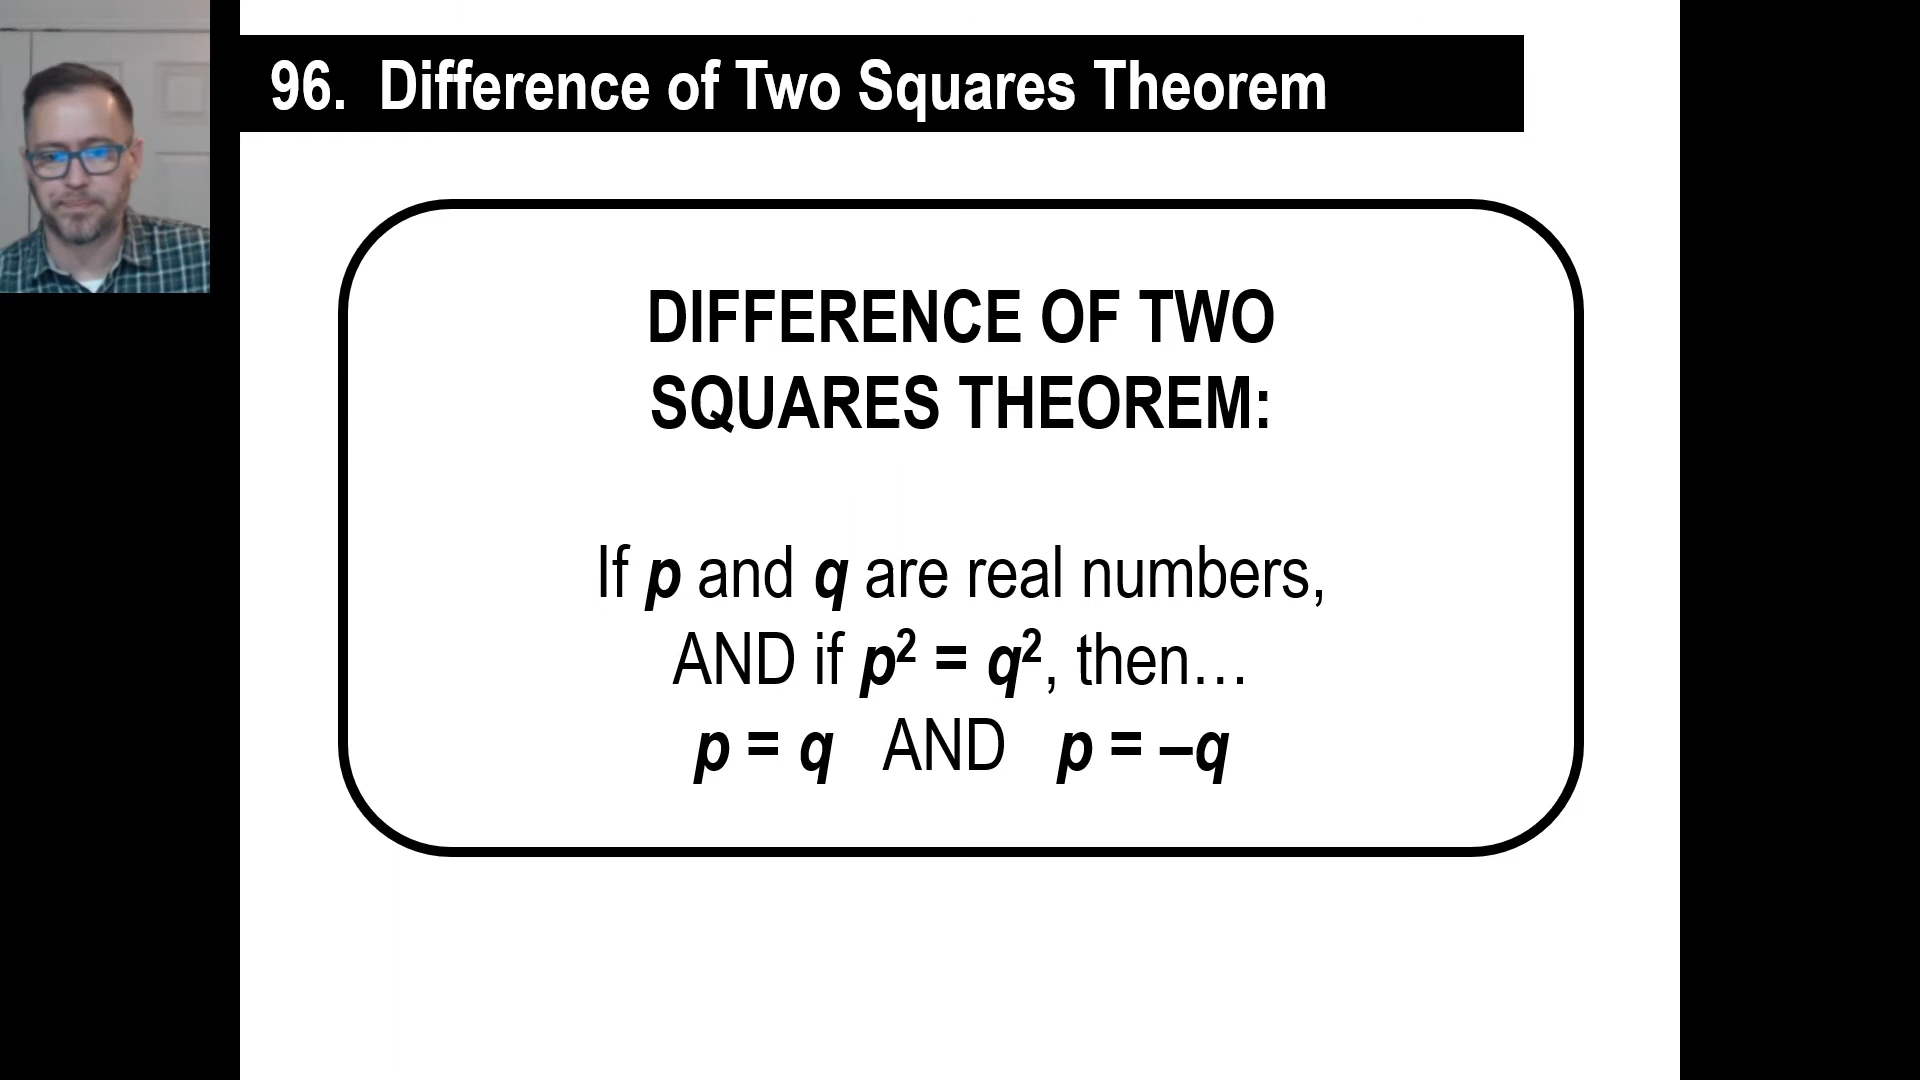 96. Difference of Two Squares Theorem
DIFFERENCE OF TWO
SQUARES THEOREM:
If p and q are real numbers,
AND if p² = q², then…
p = q AND p = –q